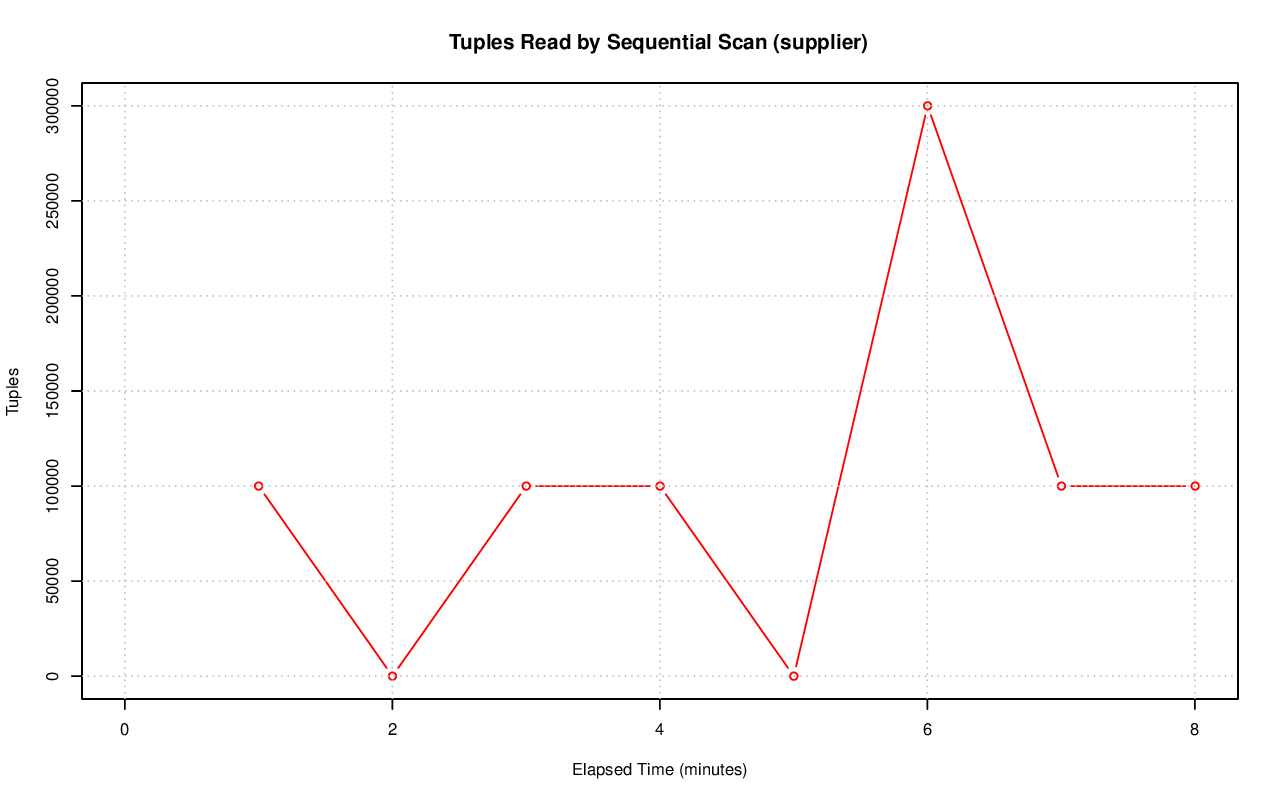 Tuples Read by Sequential Scan (supplier)
Tuples
300000
250000
200000
150000
100000
50000
0
0 2 4 6 8
Elapsed Time (minutes)